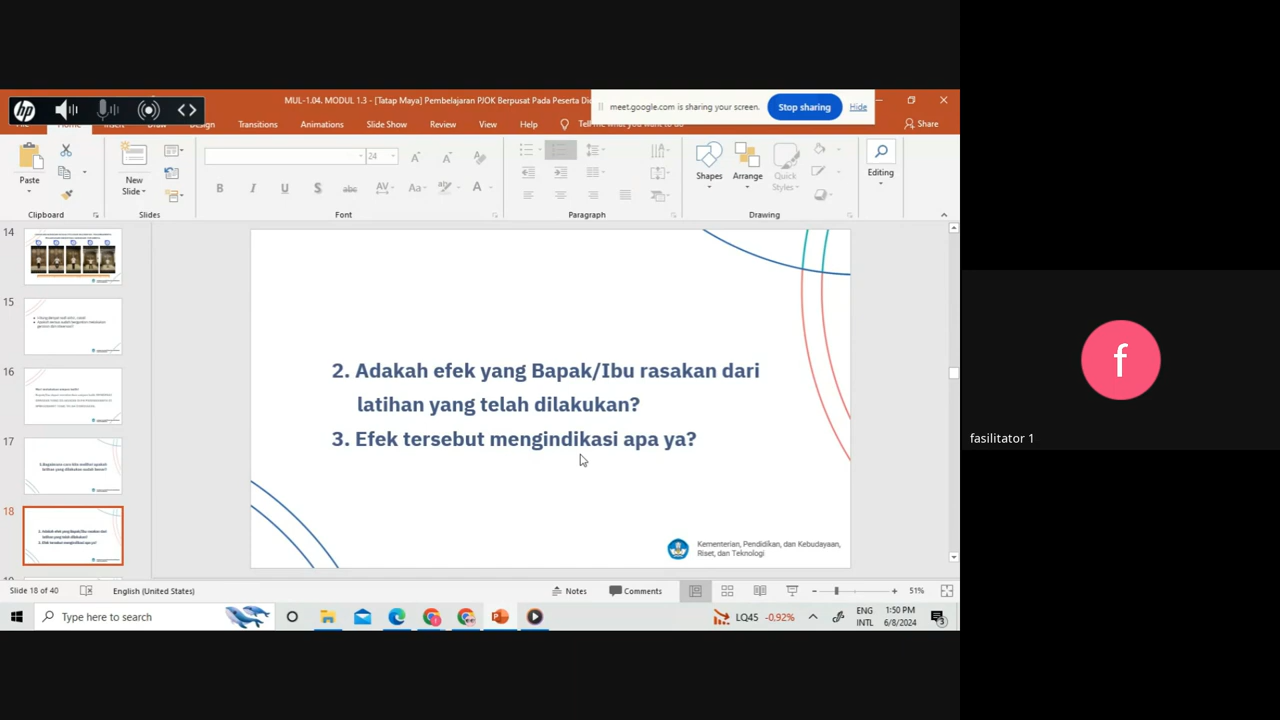 MUL-1.04. MODUL 1.3 - [Tatap Maya] Pembelajaran PJOK Berpusat Pada Peserta Did
meet.google.com is sharing your screen.
Stop sharing
Hide
Home
Insert
Draw
Design
Transitions
Animations
Slide Show
Review
View
Help
Tell me what you want to do
Share
Paste
New
Slide
24
Shapes
Arrange
Quick
Styles
Editing
Clipboard
Slides
Font
Paragraph
Drawing
14
15
16
17
18
2. Adakah efek yang Bapak/Ibu rasakan dari
latihan yang telah dilakukan?
3. Efek tersebut mengindikasi apa ya?
Kementerian, Pendidikan, dan Kebudayaan,
Riset, dan Teknologi
f
fasilitator 1
Slide 18 of 40
English (United States)
Notes
Comments
51%
Type here to search
LQ45 -0,92%
ENG
INTL
1:50 PM
6/8/2024
3
hp